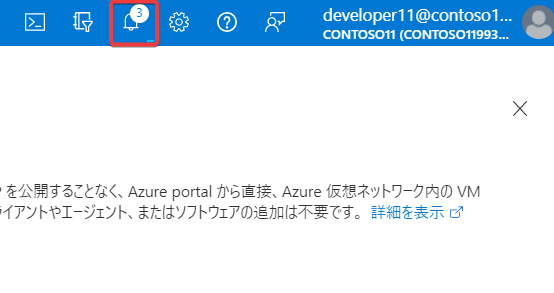 3
developer11@contoso1...
CONTOSO11 (CONTOSO11993...
を公開することなく、Azure portal から直接、Azure 仮想ネットワーク内の VM
イアントやエージェント、またはソフトウェアの追加は不要です。 詳細を表示